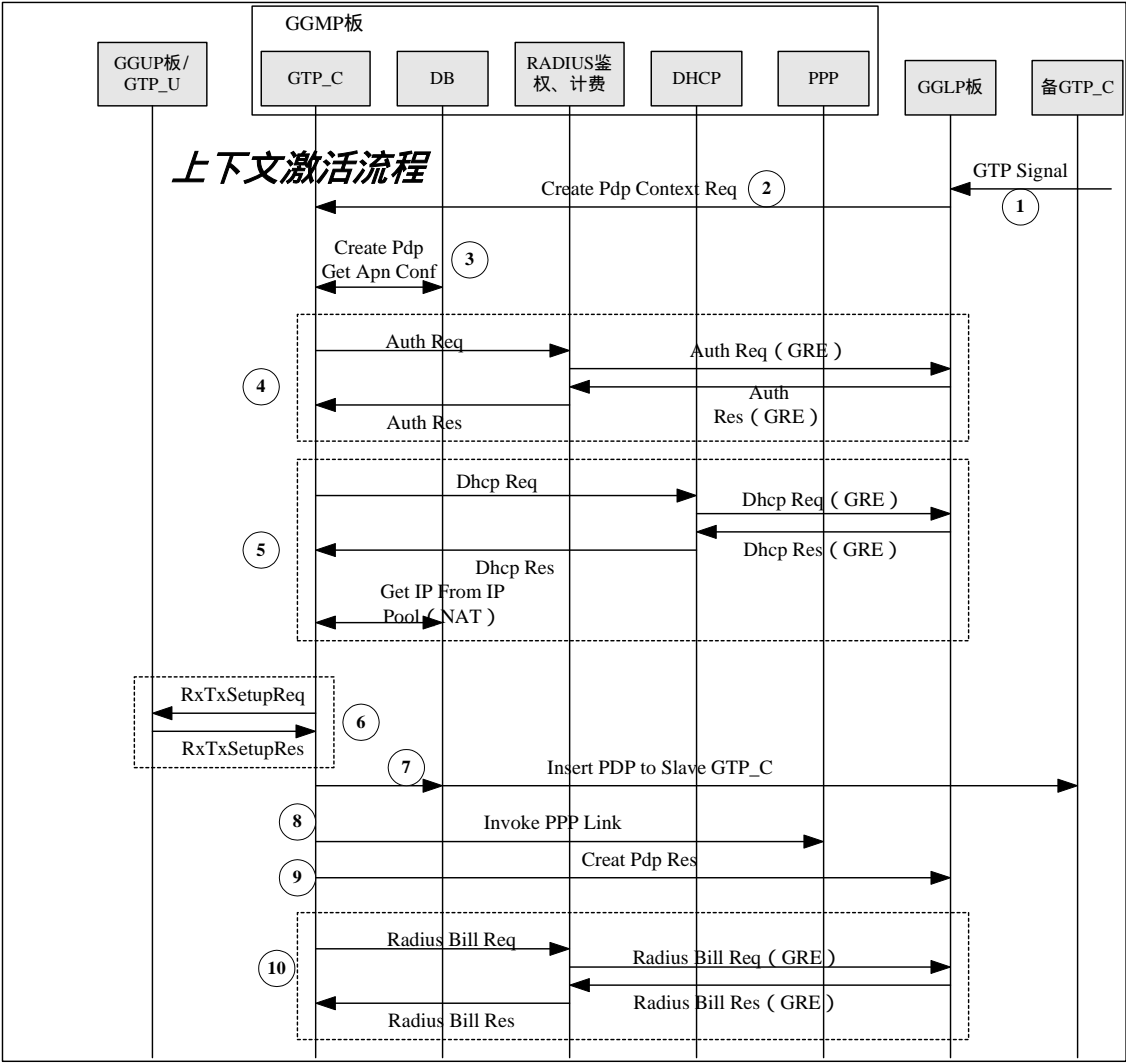 GGMP板
GGUP板/
GTP_U
GTP_C
DB
RADIUS鉴
权、计费
DHCP
PPP
GGLP板
备GTP_C
上下文激活流程
GTP Signal
1
Create Pdp Context Req
2
Create Pdp
Get Apn Conf
3
4
Auth Req
Auth Req（GRE）
Auth
Res（GRE）
Auth Res
5
Dhcp Req
Dhcp Req（GRE）
Dhcp Res（GRE）
Dhcp Res
Get IP From IP
Pool（NAT）
RxTxSetupReq
6
RxTxSetupRes
7
Insert PDP to Slave GTP_C
8
Invoke PPP Link
9
Creat Pdp Res
10
Radius Bill Req
Radius Bill Req（GRE）
Radius Bill Res（GRE）
Radius Bill Res